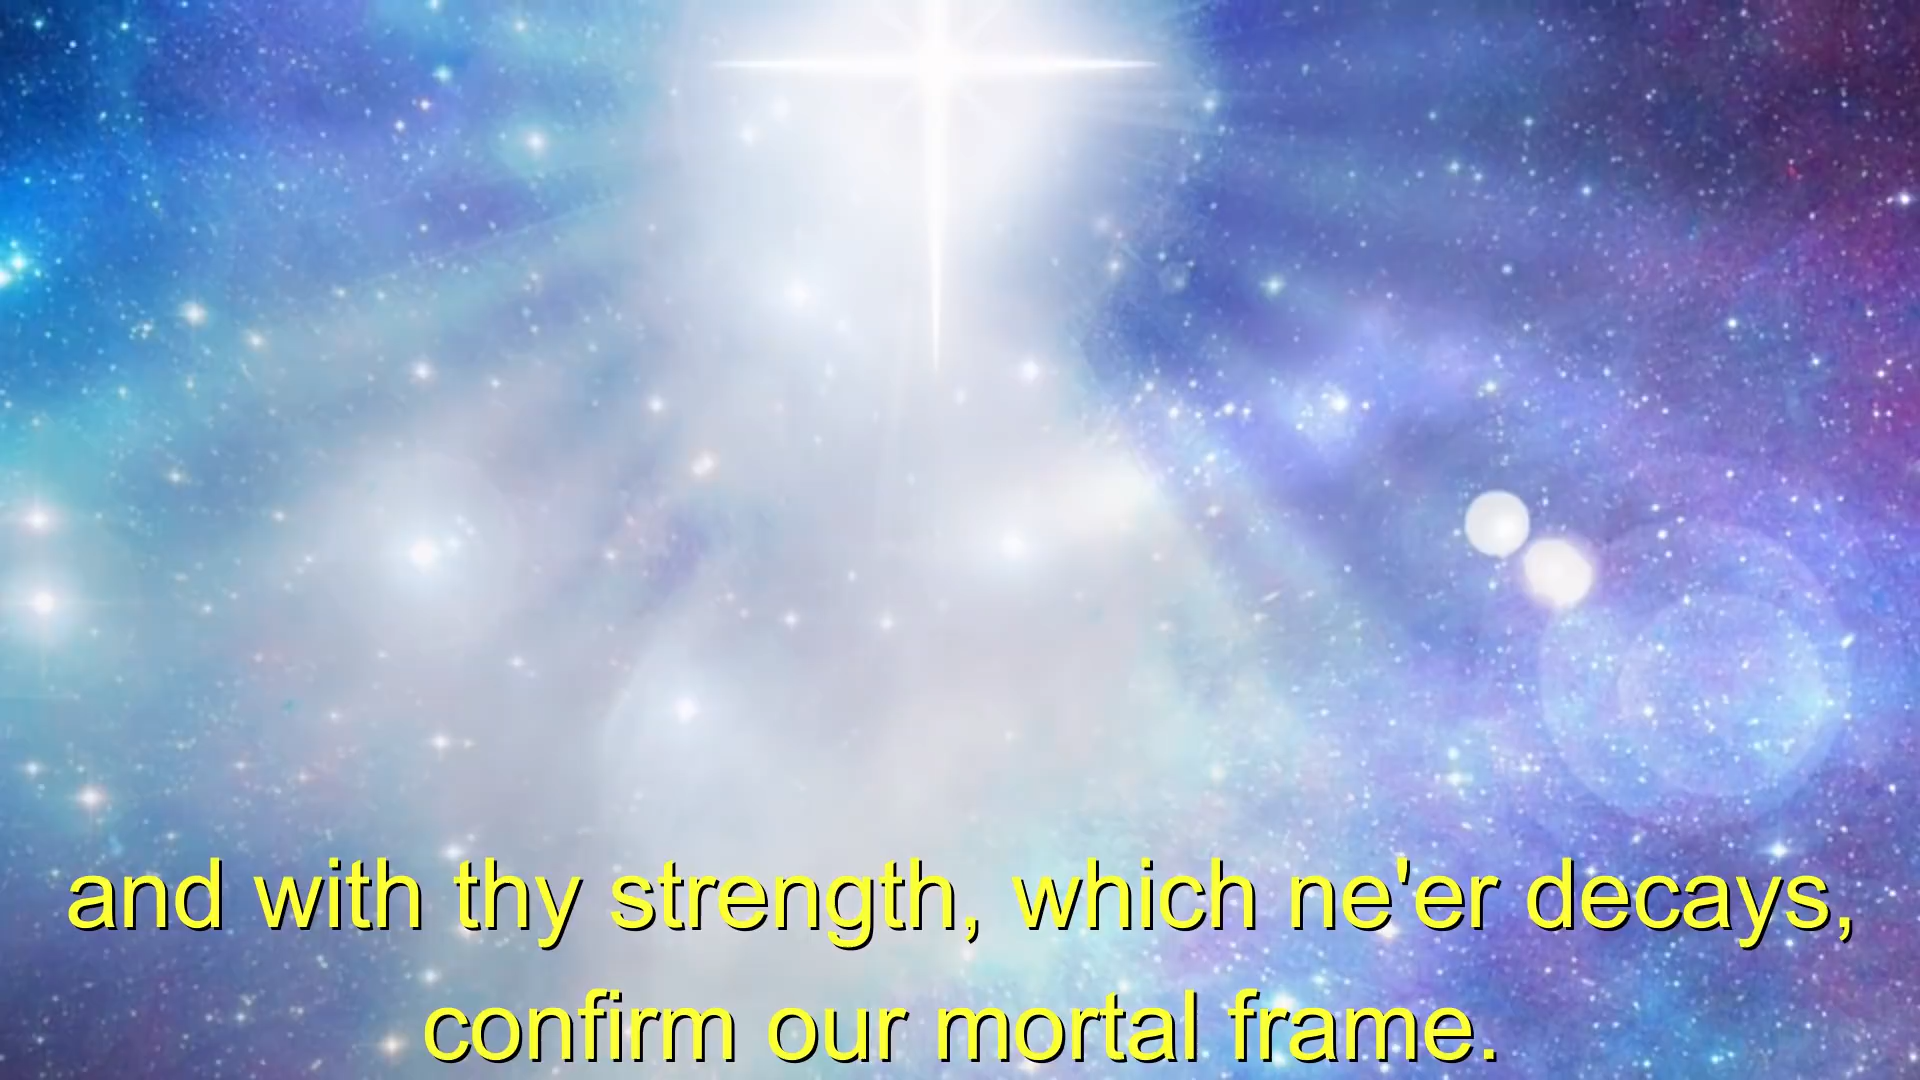 and with thy strength, which ne'er decays,
confirm our mortal frame.